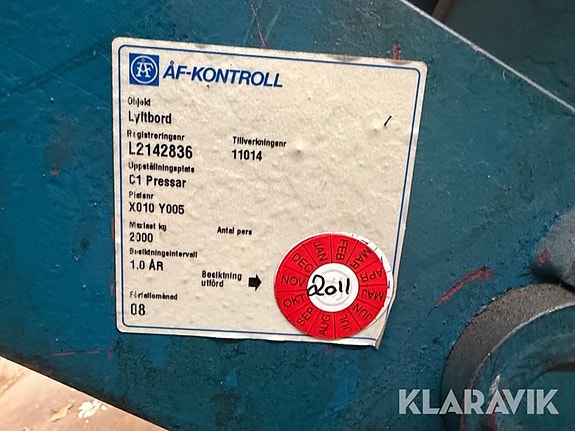 ÅF
ÅF-KONTROLL
Objekt
Lyftbord
Registreringsnr Tillverkningsnr
L2142836 11014
Uppställningsplats
C1 Pressar
Platsnr
X010 Y005
Maxlast kg Antal pers
2000
Besiktningsintervall
1.0 ÅR
Besiktning
utförd
Förfallomånad
08
JAN FEB MAR APR MAJ JUN JUL AUG SEP OKT NOV DEC
2011
KLARAVIK